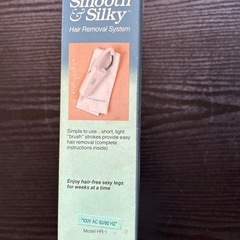 Smooth
& Silky™
Hair Removal System
Simple to use...short, light
"brush" strokes provide easy
hair removal (complete
instructions inside).
Enjoy hair-free sexy legs
for weeks at a time
"100V AC 50/60 HZ"
Model HR-1